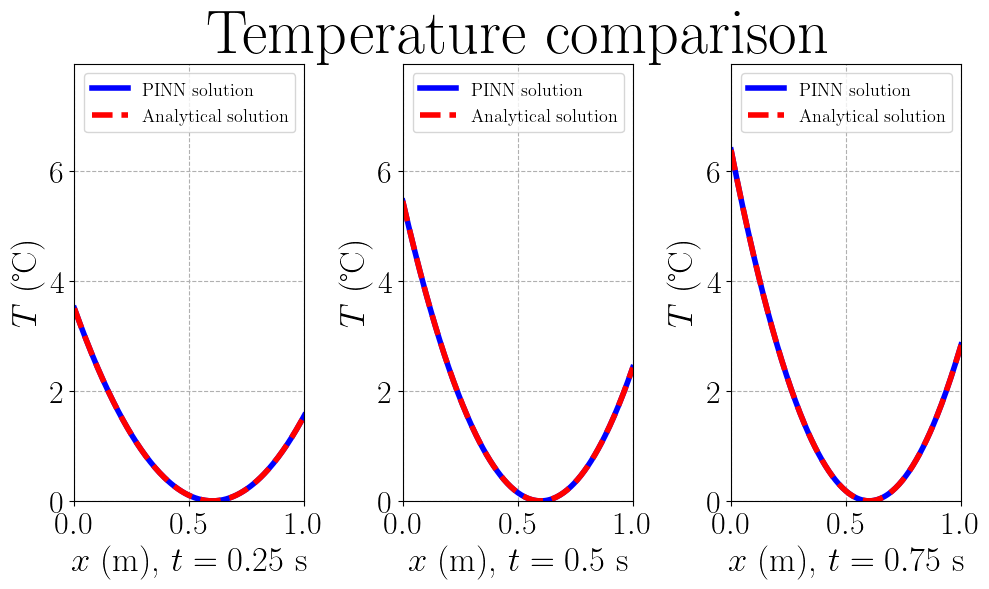 Temperature comparison
PINN solution
Analytical solution
PINN solution
Analytical solution
PINN solution
Analytical solution
T (°C)
6
4
2
0
0.0 0.5 1.0
x (m), t = 0.25 s
T (°C)
6
4
2
0
0.0 0.5 1.0
x (m), t = 0.5 s
T (°C)
6
4
2
0
0.0 0.5 1.0
x (m), t = 0.75 s